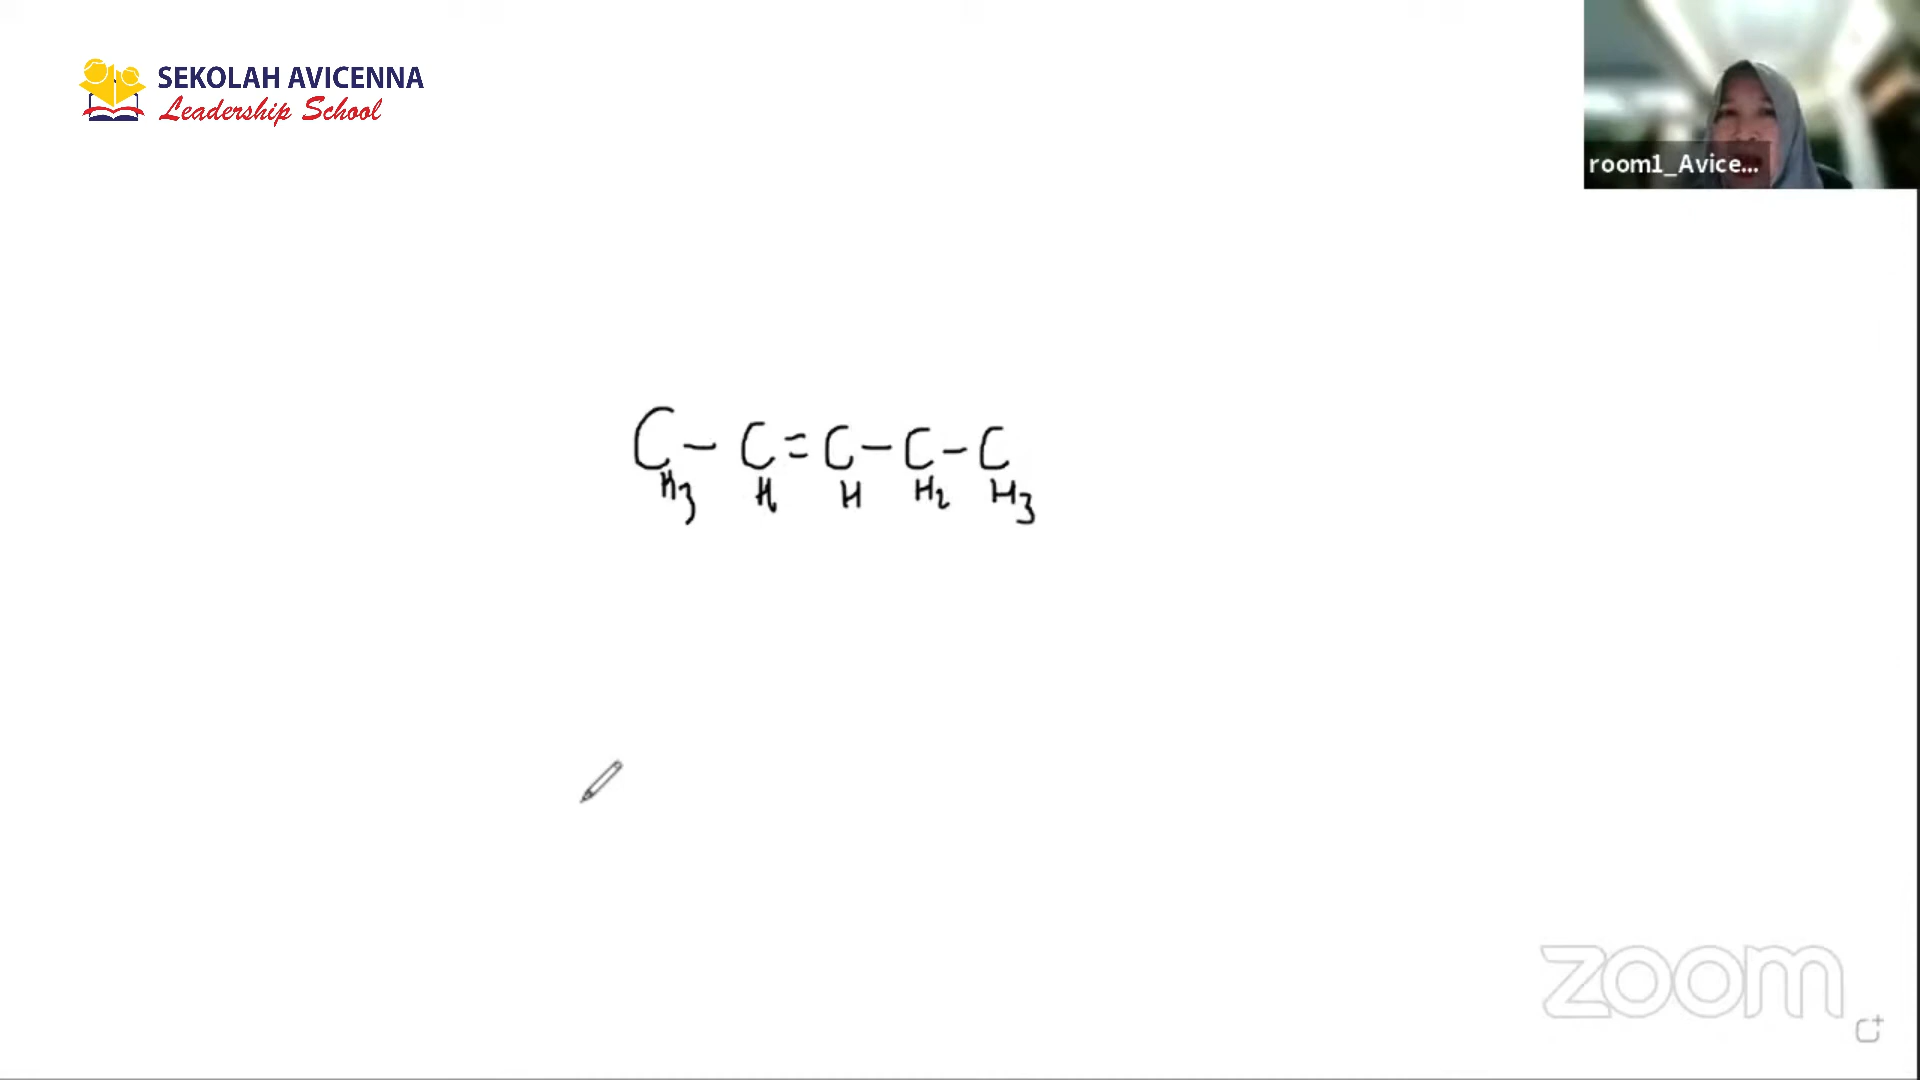 SEKOLAH AVICENNA
Leadership School
room1_Avice...
C - C = C - C - C
H3 H H H2 H3
zoom